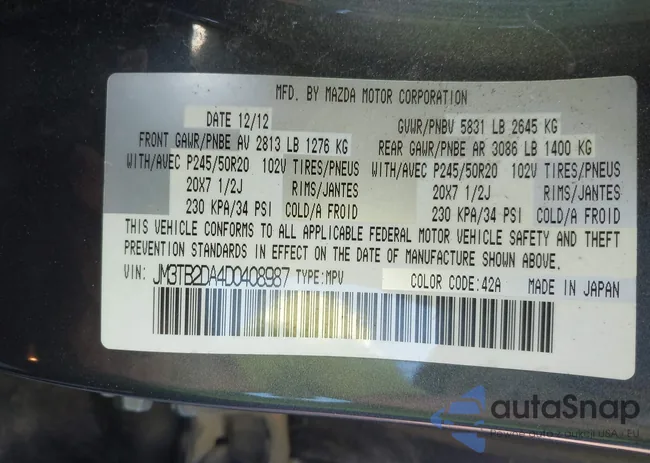 MFD. BY MAZDA MOTOR CORPORATION
DATE 12/12 GVWR/PNBV 5831 LB 2645 KG
FRONT GAWR/PNBE AV 2813 LB 1276 KG REAR GAWR/PNBE AR 3086 LB 1400 KG
WITH/AVEC P245/50R20 102V TIRES/PNEUS WITH/AVEC P245/50R20 102V TIRES/PNEUS
20X7 1/2J RIMS/JANTES 20X7 1/2J RIMS/JANTES
230 KPA/34 PSI COLD/A FROID 230 KPA/34 PSI COLD/A FROID
THIS VEHICLE CONFORMS TO ALL APPLICABLE FEDERAL MOTOR VEHICLE SAFETY AND THEFT
PREVENTION STANDARDS IN EFFECT ON THE DATE OF MANUFACTURE SHOWN ABOVE.
VIN: JM3TB2DA4D0408987 TYPE:MPV COLOR CODE:42A MADE IN JAPAN
autoSnap
USA